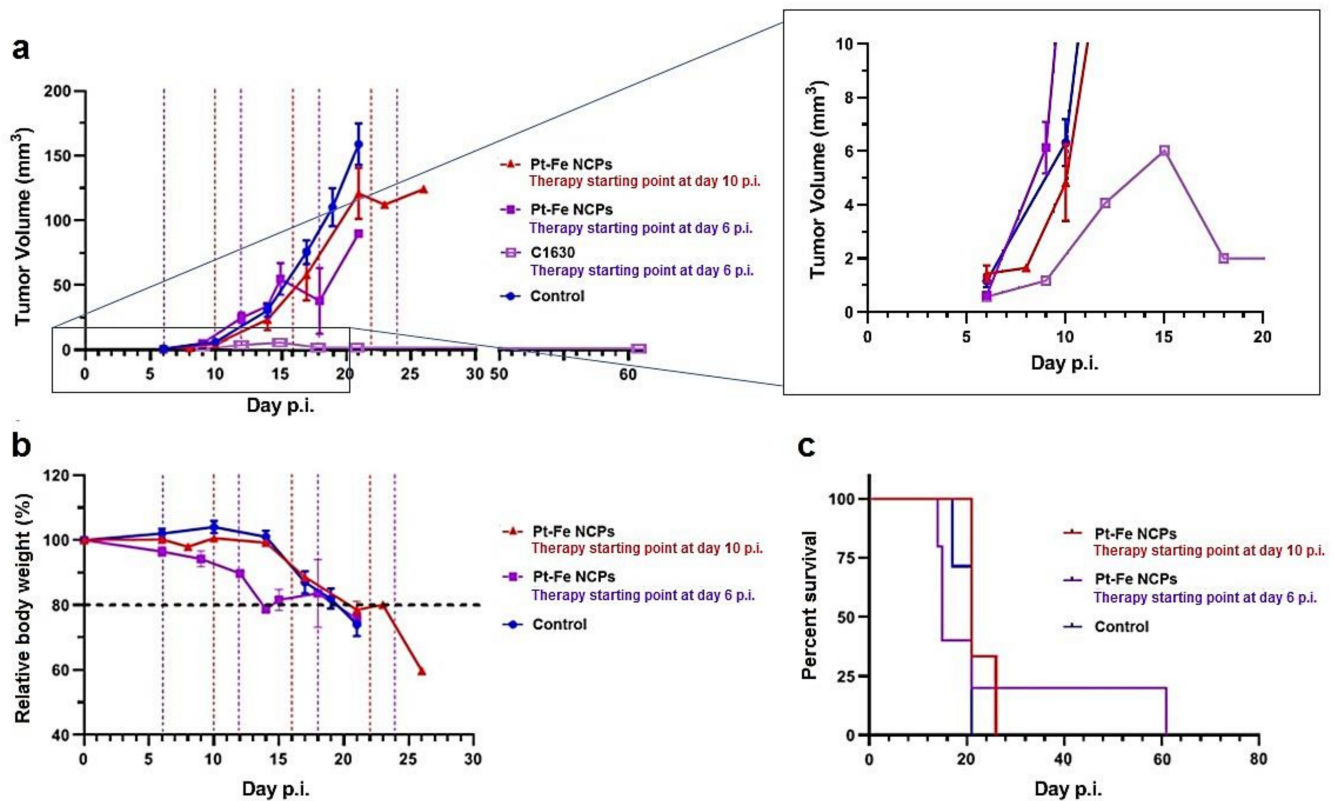 a
Tumor Volume (mm³)
200
150
100
50
0
0 5 10 15 20 25 30 50 60
Day p.i.
Pt-Fe NCPs
Therapy starting point at day 10 p.i.
Pt-Fe NCPs
Therapy starting point at day 6 p.i.
C1630
Therapy starting point at day 6 p.i.
Control
Tumor Volume (mm³)
10
8
6
4
2
0
0 5 10 15 20
Day p.i.
b
Relative body weight (%)
120
100
80
60
40
0 5 10 15 20 25 30
Day p.i.
Pt-Fe NCPs
Therapy starting point at day 10 p.i.
Pt-Fe NCPs
Therapy starting point at day 6 p.i.
Control
c
Percent survival
100
75
50
25
0
0 20 40 60 80
Day p.i.
Pt-Fe NCPs
Therapy starting point at day 10 p.i.
Pt-Fe NCPs
Therapy starting point at day 6 p.i.
Control